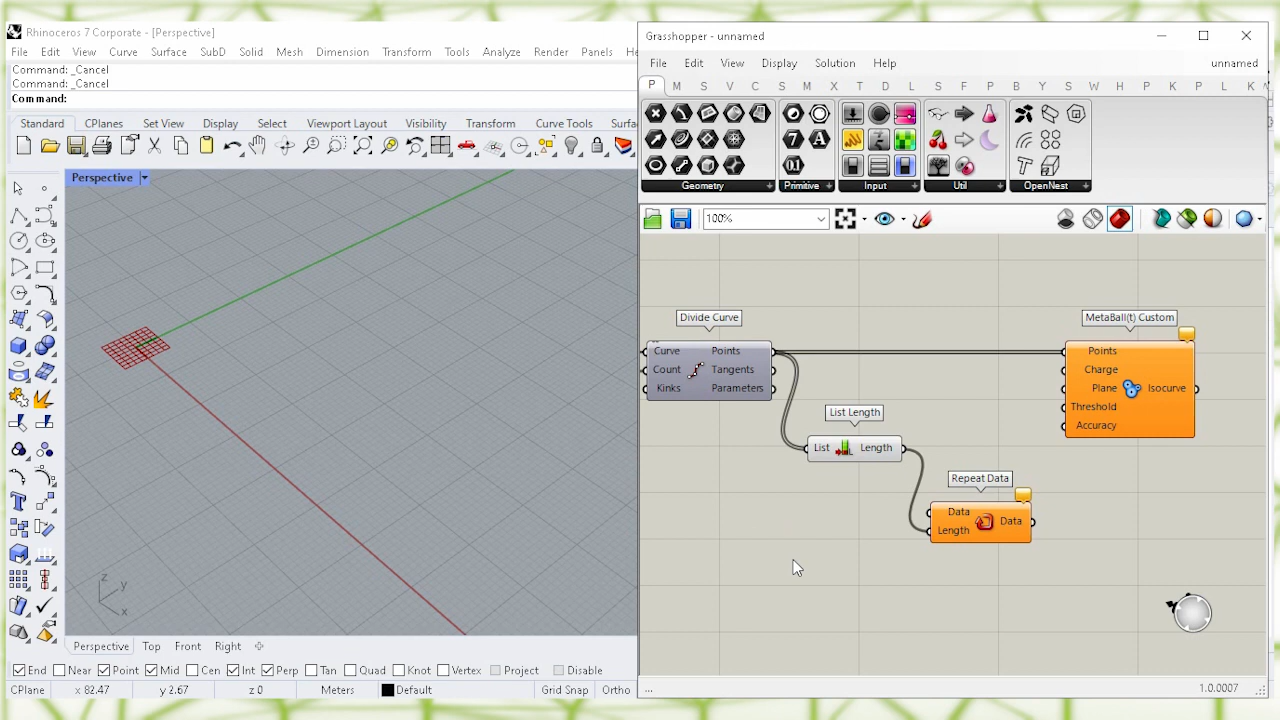 Rhinoceros 7 Corporate - [Perspective]
File Edit View Curve Surface SubD Solid Mesh Dimension Transform Tools Analyze Render Panels He
Command: _Cancel
Command: _Cancel
Command:
Standard CPlanes Set View Display Select Viewport Layout Visibility Transform Curve Tools Surfa
Perspective
z
y
x
Perspective Top Front Right
End Near Point Mid Cen Int Perp Tan Quad Knot Vertex Project Disable
CPlane x 82.47 y 2.67 z 0 Meters Default Grid Snap Ortho
Grasshopper - unnamed
File Edit View Display Solution Help unnamed
P M S V C S M T D S F P B Y S W H P K P L K
Geometry Primitive Input Util OpenNest
100%
Divide Curve
Curve Points
Count Tangents
Kinks Parameters
List Length
List Length
Repeat Data
Data Data
Length
MetaBall(t) Custom
Points
Charge
Plane Isocurve
Threshold
Accuracy
... 1.0.0007